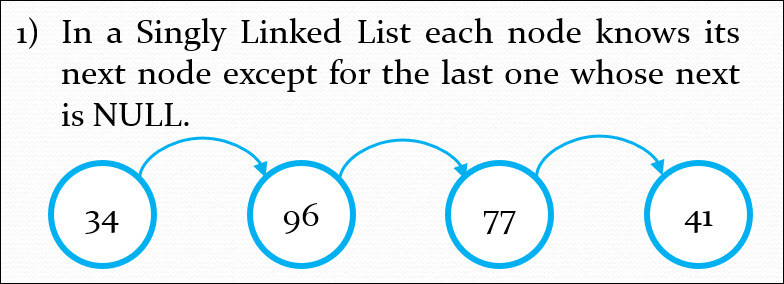 1) In a Singly Linked List each node knows its
next node except for the last one whose next
is NULL.
34 96 77 41